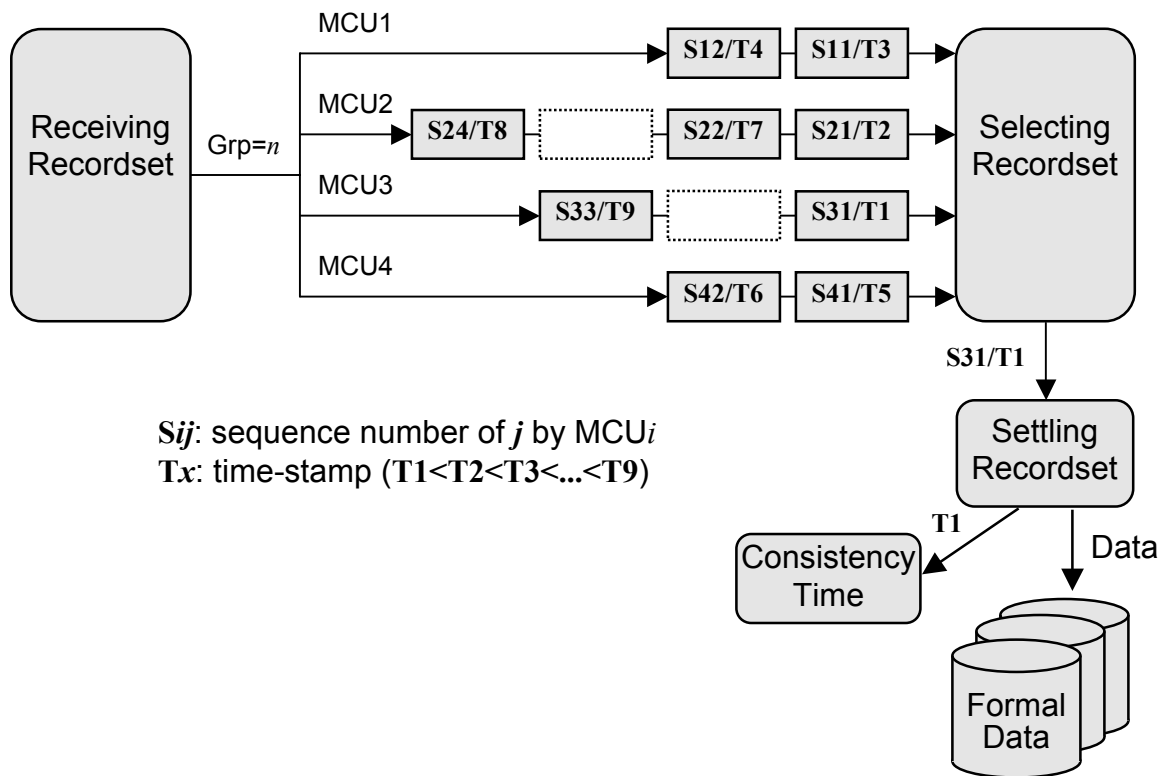 Receiving
Recordset
Grp=n
MCU1
S12/T4
S11/T3
MCU2
S24/T8
S22/T7
S21/T2
MCU3
S33/T9
S31/T1
MCU4
S42/T6
S41/T5
Selecting
Recordset
S31/T1
Settling
Recordset
Sij: sequence number of j by MCUi
Tx: time-stamp (T1<T2<T3<...<T9)
T1
Consistency
Time
Data
Formal
Data